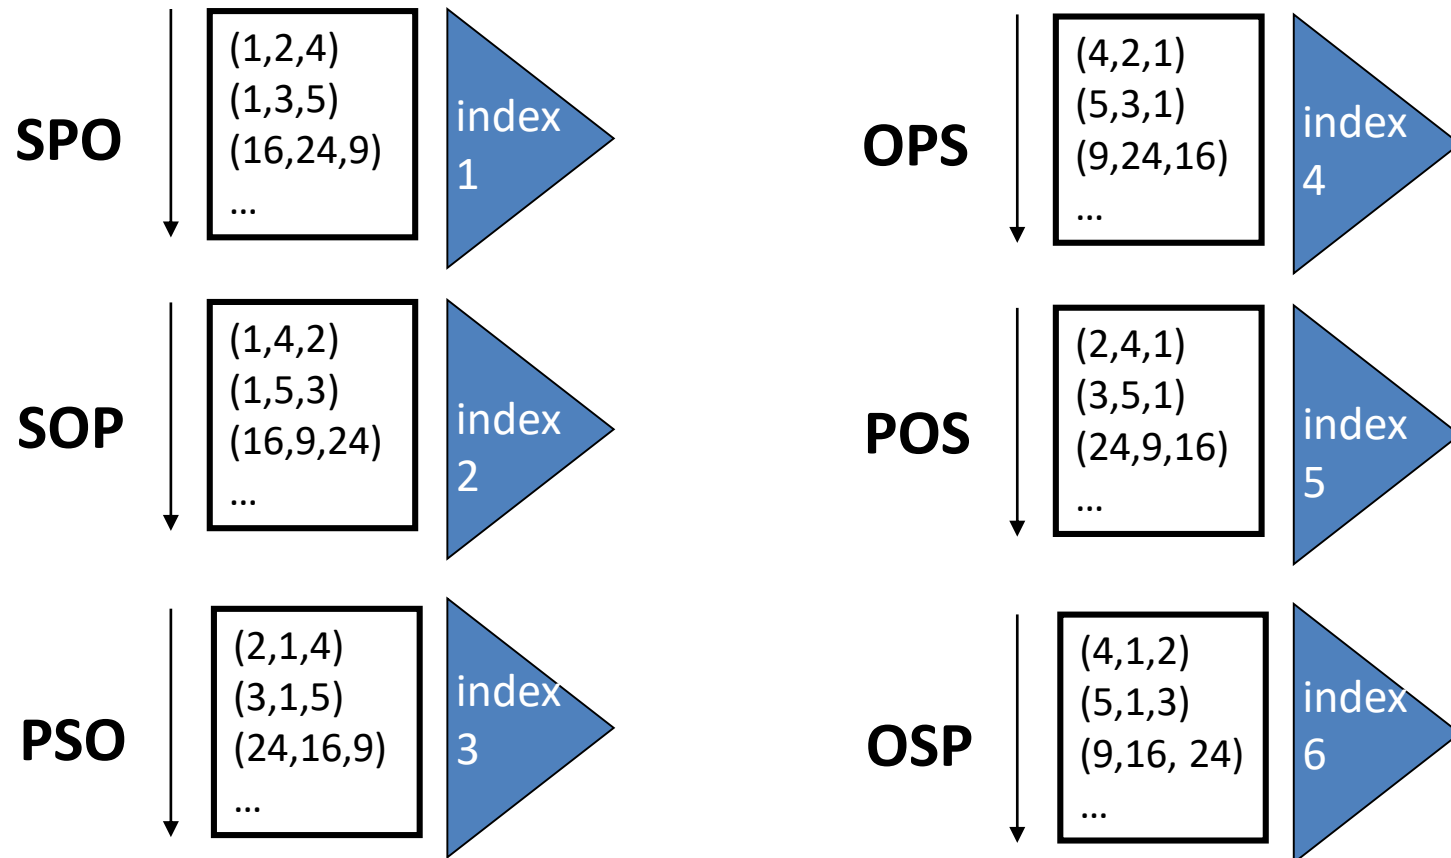 SPO
(1,2,4)
(1,3,5)
(16,24,9)
...
index
1
SOP
(1,4,2)
(1,5,3)
(16,9,24)
...
index
2
PSO
(2,1,4)
(3,1,5)
(24,16,9)
...
index
3
OPS
(4,2,1)
(5,3,1)
(9,24,16)
...
index
4
POS
(2,4,1)
(3,5,1)
(24,9,16)
...
index
5
OSP
(4,1,2)
(5,1,3)
(9,16, 24)
...
index
6